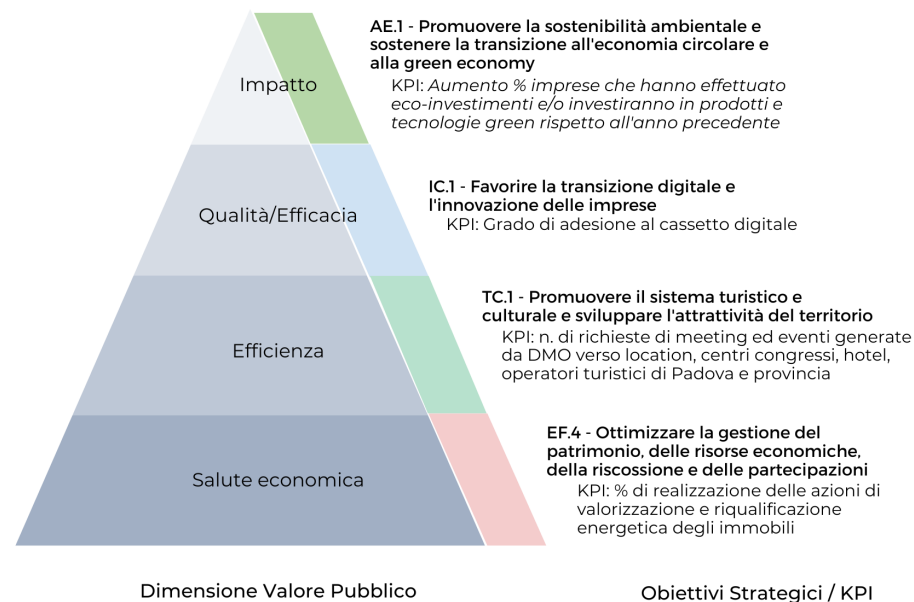 AE.1 - Promuovere la sostenibilità ambientale e
sostenere la transizione all'economia circolare e
alla green economy
KPI: Aumento % imprese che hanno effettuato
eco-investimenti e/o investiranno in prodotti e
tecnologie green rispetto all'anno precedente
Impatto
IC.1 - Favorire la transizione digitale e
l'innovazione delle imprese
KPI: Grado di adesione al cassetto digitale
Qualità/Efficacia
TC.1 - Promuovere il sistema turistico e
culturale e sviluppare l'attrattività del territorio
KPI: n. di richieste di meeting ed eventi generate
da DMO verso location, centri congressi, hotel,
operatori turistici di Padova e provincia
Efficienza
EF.4 - Ottimizzare la gestione del
patrimonio, delle risorse economiche,
della riscossione e delle partecipazioni
KPI: % di realizzazione delle azioni di
valorizzazione e riqualificazione
energetica degli immobili
Salute economica
Dimensione Valore Pubblico
Obiettivi Strategici / KPI